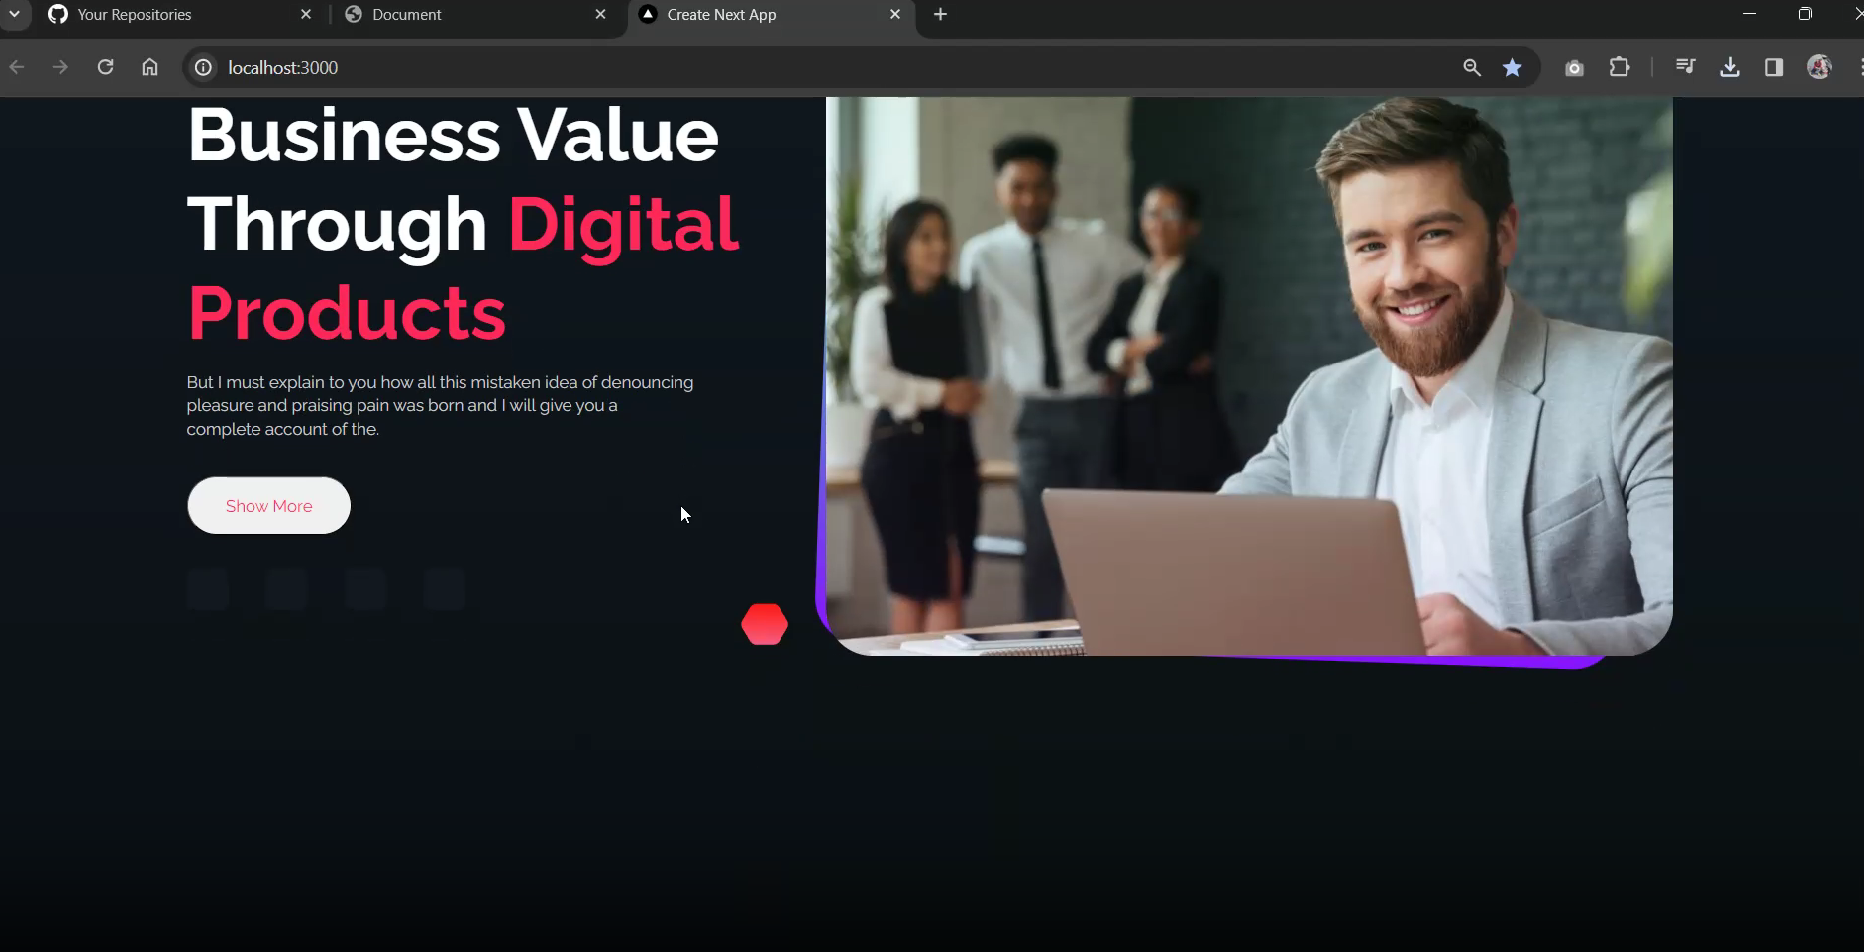 Your Repositories
Document
Create Next App
localhost:3000
Business Value
Through Digital
Products
But I must explain to you how all this mistaken idea of denouncing
pleasure and praising pain was born and I will give you a
complete account of the.
Show More